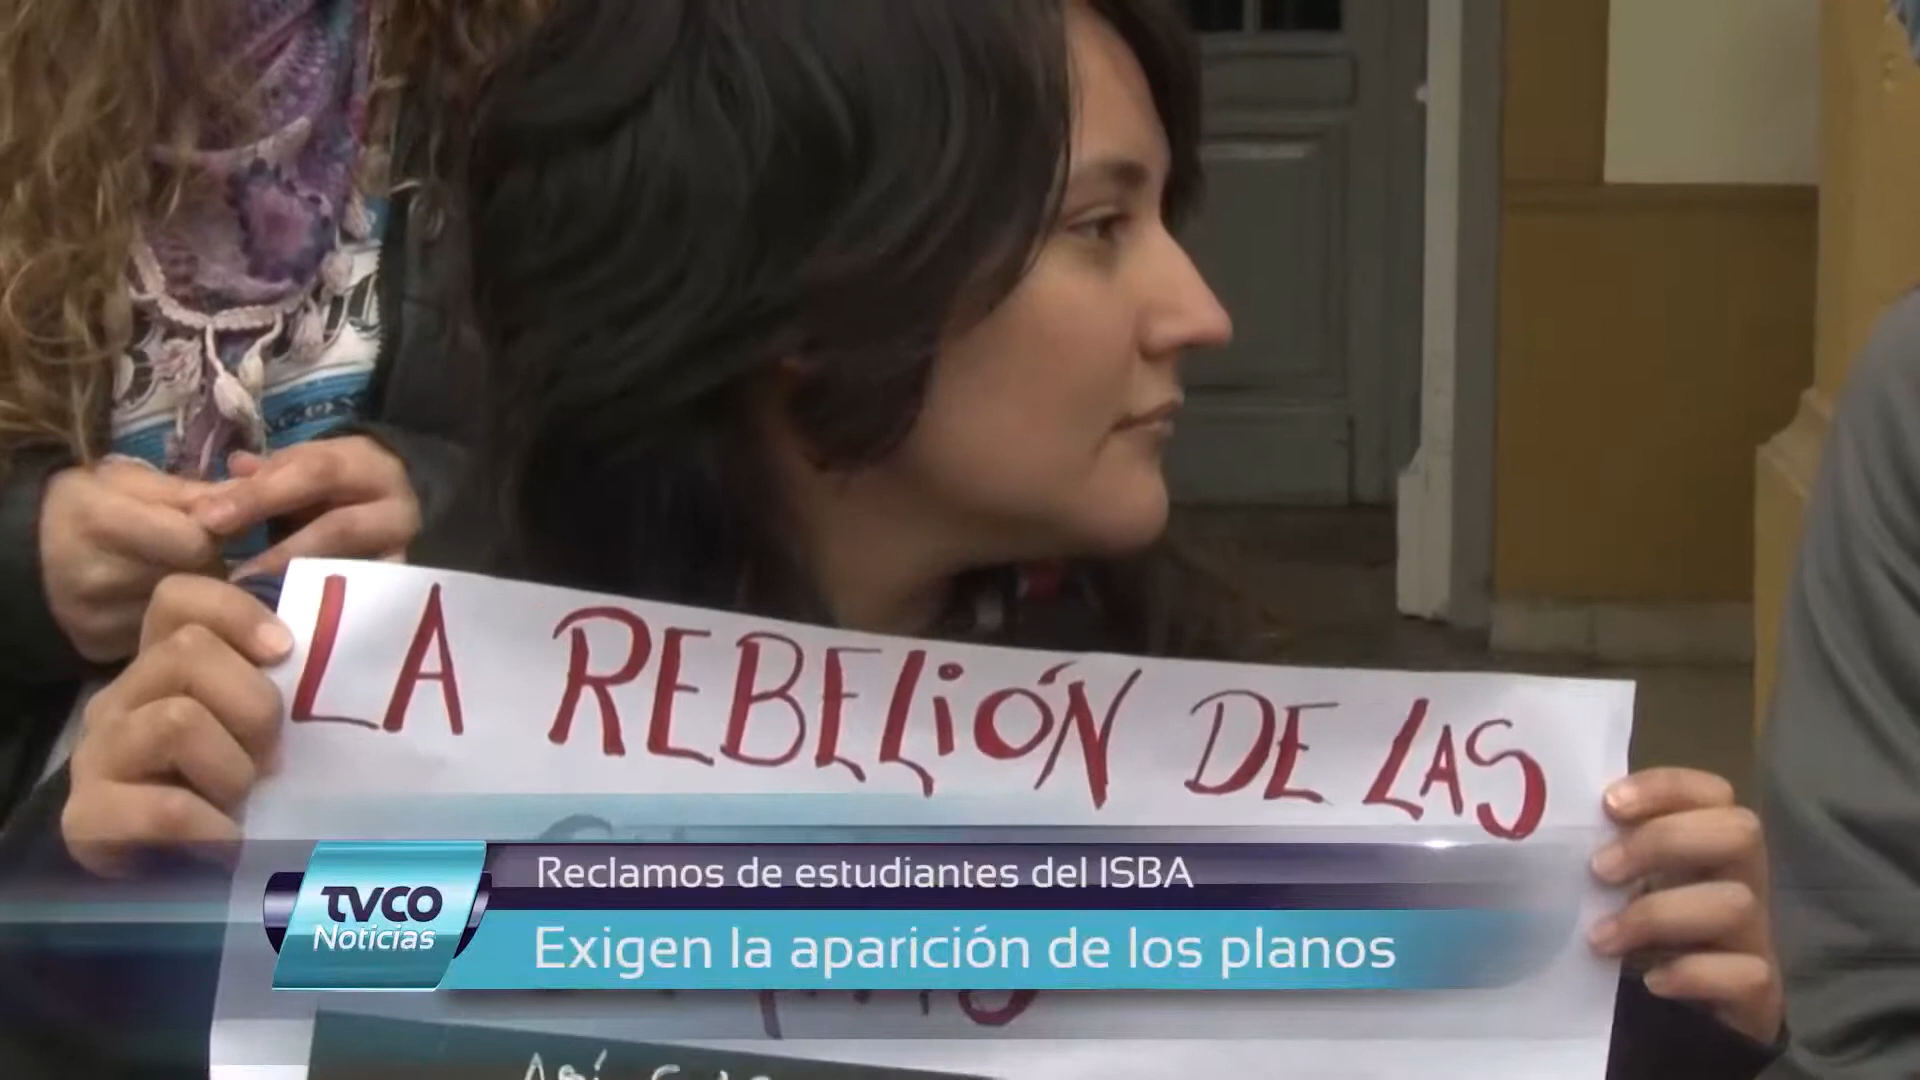 LA REBELIÓN DE LAS
Reclamos de estudiantes del ISBA
TVCO
Noticias
Exigen la aparición de los planos